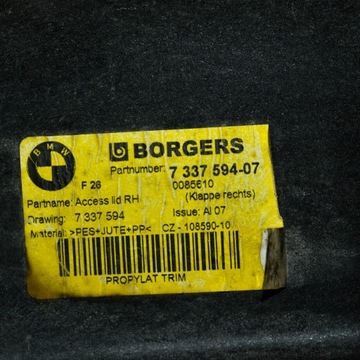 BMW
BORGERS
Partnumber: 7 337 594-07
F 26 0085610
Partname: Access lid RH (Klappe rechts)
Drawing: 7 337 594 Issue: AI 07
Material: >PES+JUTE+PP< CZ - 108590-10
PROPYLAT TRIM